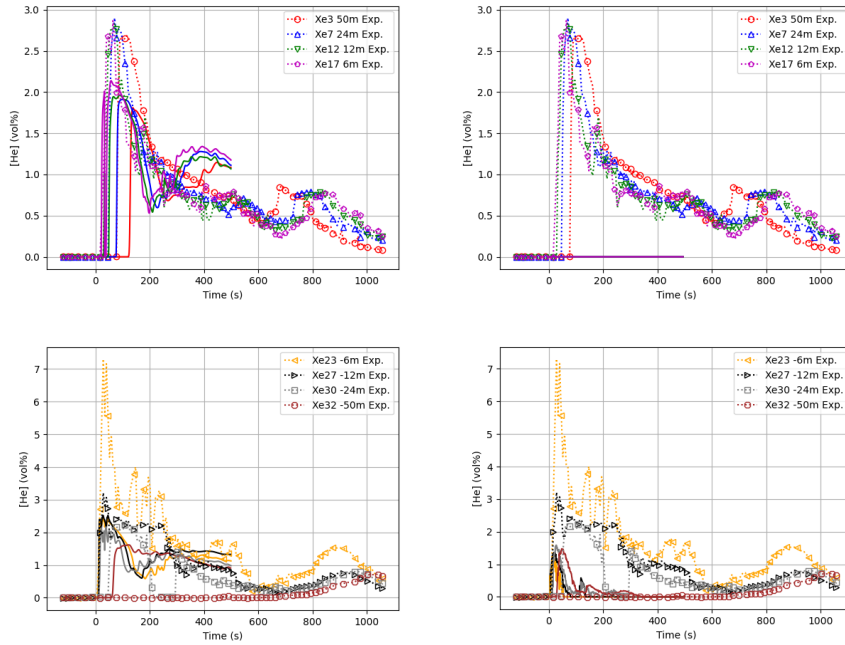 3.0
2.5
2.0
1.5
1.0
0.5
0.0
[He] (vol%)
Xe3 50m Exp.
Xe7 24m Exp.
Xe12 12m Exp.
Xe17 6m Exp.
0 200 400 600 800 1000
Time (s)
3.0
2.5
2.0
1.5
1.0
0.5
0.0
[He] (vol%)
Xe3 50m Exp.
Xe7 24m Exp.
Xe12 12m Exp.
Xe17 6m Exp.
0 200 400 600 800 1000
Time (s)
7
6
5
4
3
2
1
0
[He] (vol%)
Xe23 -6m Exp.
Xe27 -12m Exp.
Xe30 -24m Exp.
Xe32 -50m Exp.
0 200 400 600 800 1000
Time (s)
7
6
5
4
3
2
1
0
[He] (vol%)
Xe23 -6m Exp.
Xe27 -12m Exp.
Xe30 -24m Exp.
Xe32 -50m Exp.
0 200 400 600 800 1000
Time (s)